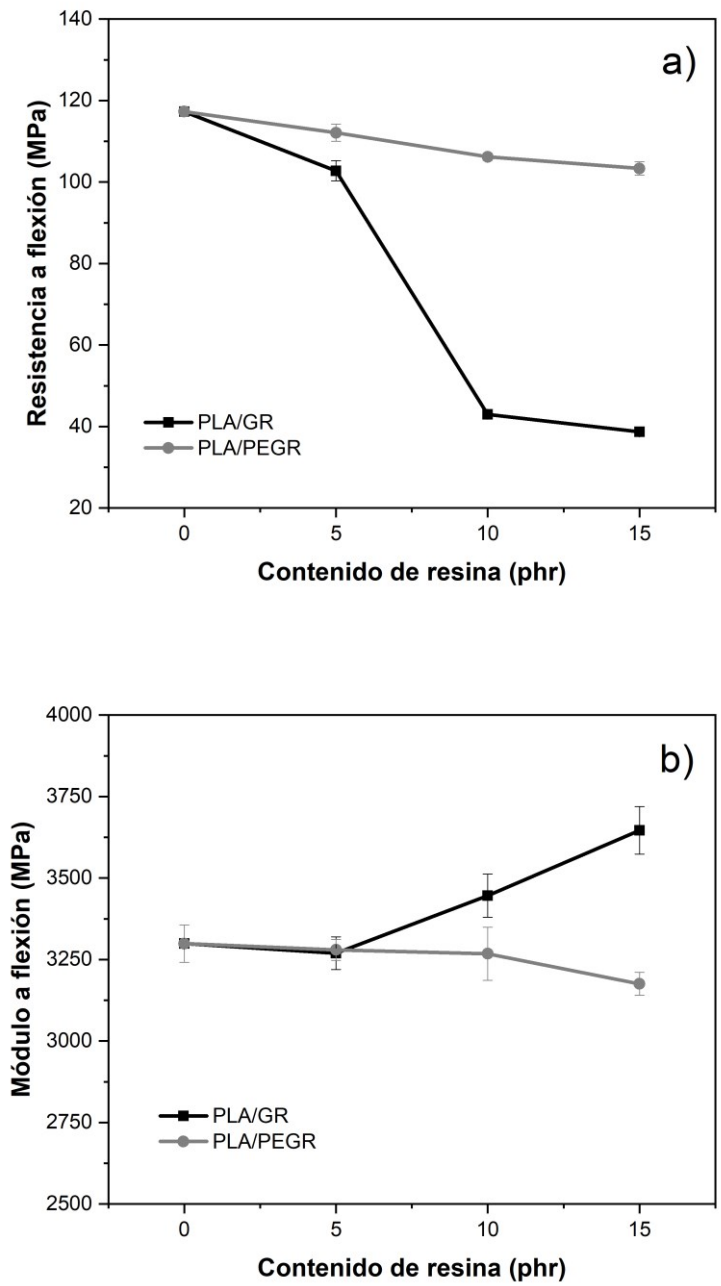 a)
Resistencia a flexión (MPa)
140
120
100
80
60
40
20
PLA/GR
PLA/PEGR
0 5 10 15
Contenido de resina (phr)
b)
Módulo a flexión (MPa)
4000
3750
3500
3250
3000
2750
2500
PLA/GR
PLA/PEGR
0 5 10 15
Contenido de resina (phr)